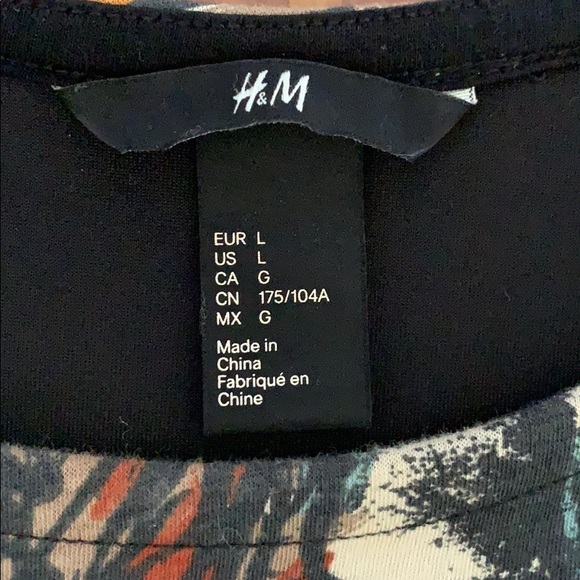 H&M
EUR L
US L
CA G
CN 175/104A
MX G
Made in
China
Fabriqué en
Chine